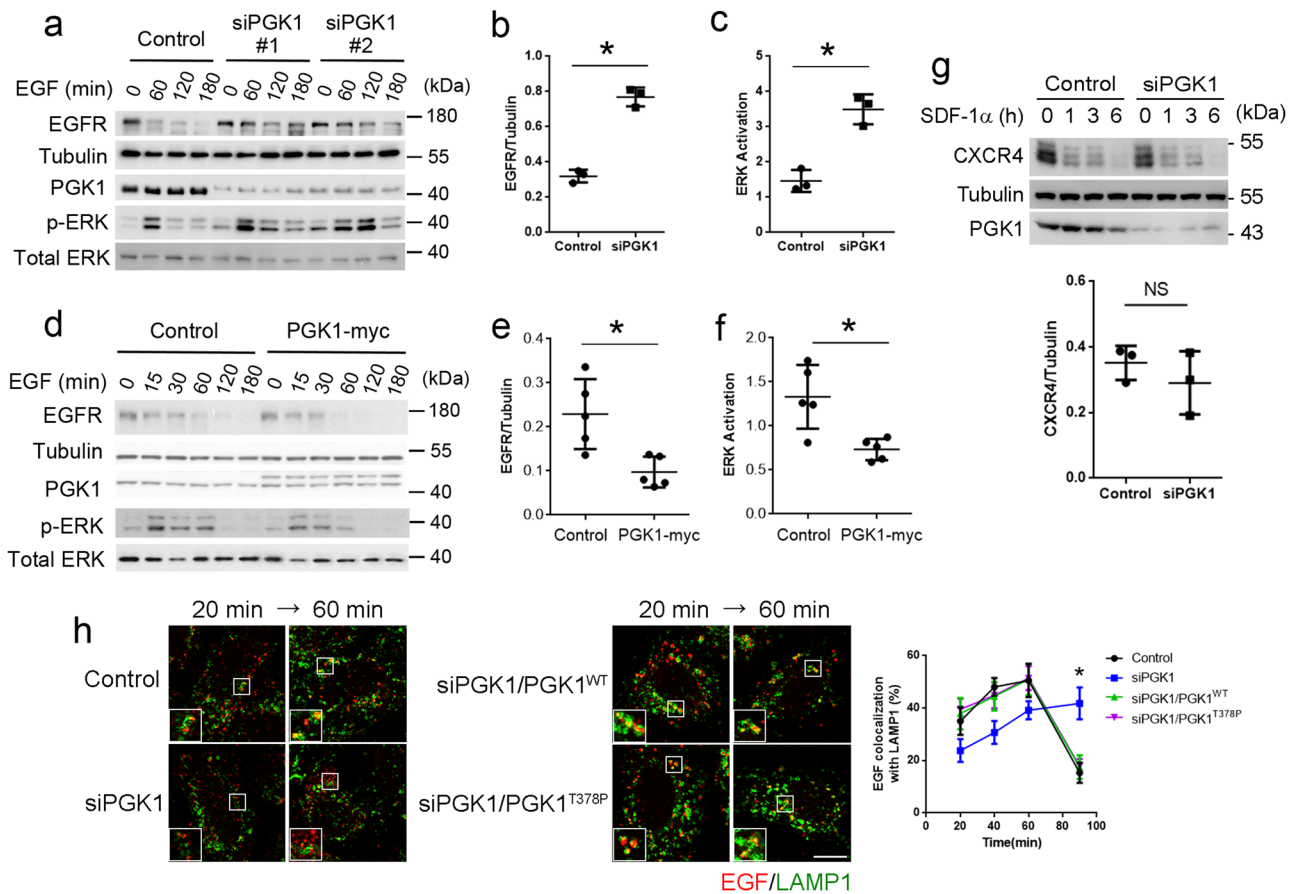 a
Control
siPGK1
#1
siPGK1
#2
EGF (min)
0 60 120 180 0 60 120 180 0 60 120 180
(kDa)
EGFR
180
Tubulin
55
PGK1
40
p-ERK
40
Total ERK
40
b
*
EGFR/Tubulin
1.0
0.8
0.6
0.4
0.2
0.0
Control siPGK1
c
*
ERK Activation
5
4
3
2
1
0
Control siPGK1
g
Control siPGK1
SDF-1α (h)
0 1 3 6 0 1 3 6
(kDa)
CXCR4
55
Tubulin
55
PGK1
43
NS
CXCR4/Tubulin
0.6
0.4
0.2
0.0
Control siPGK1
d
Control PGK1-myc
EGF (min)
0 15 30 60 120 180 0 15 30 60 120 180
(kDa)
EGFR
180
Tubulin
55
PGK1
40
p-ERK
40
Total ERK
40
e
*
EGFR/Tubulin
0.4
0.3
0.2
0.1
0.0
Control PGK1-myc
f
*
ERK Activation
2.0
1.5
1.0
0.5
0.0
Control PGK1-myc
h
20 min → 60 min
Control
siPGK1
20 min → 60 min
siPGK1/PGK1WT
siPGK1/PGK1T378P
EGF/LAMP1
EGF colocalization
with LAMP1 (%)
60
40
20
0
0 20 40 60 80 100
Time(min)
*
Control
siPGK1
siPGK1/PGK1WT
siPGK1/PGK1T378P